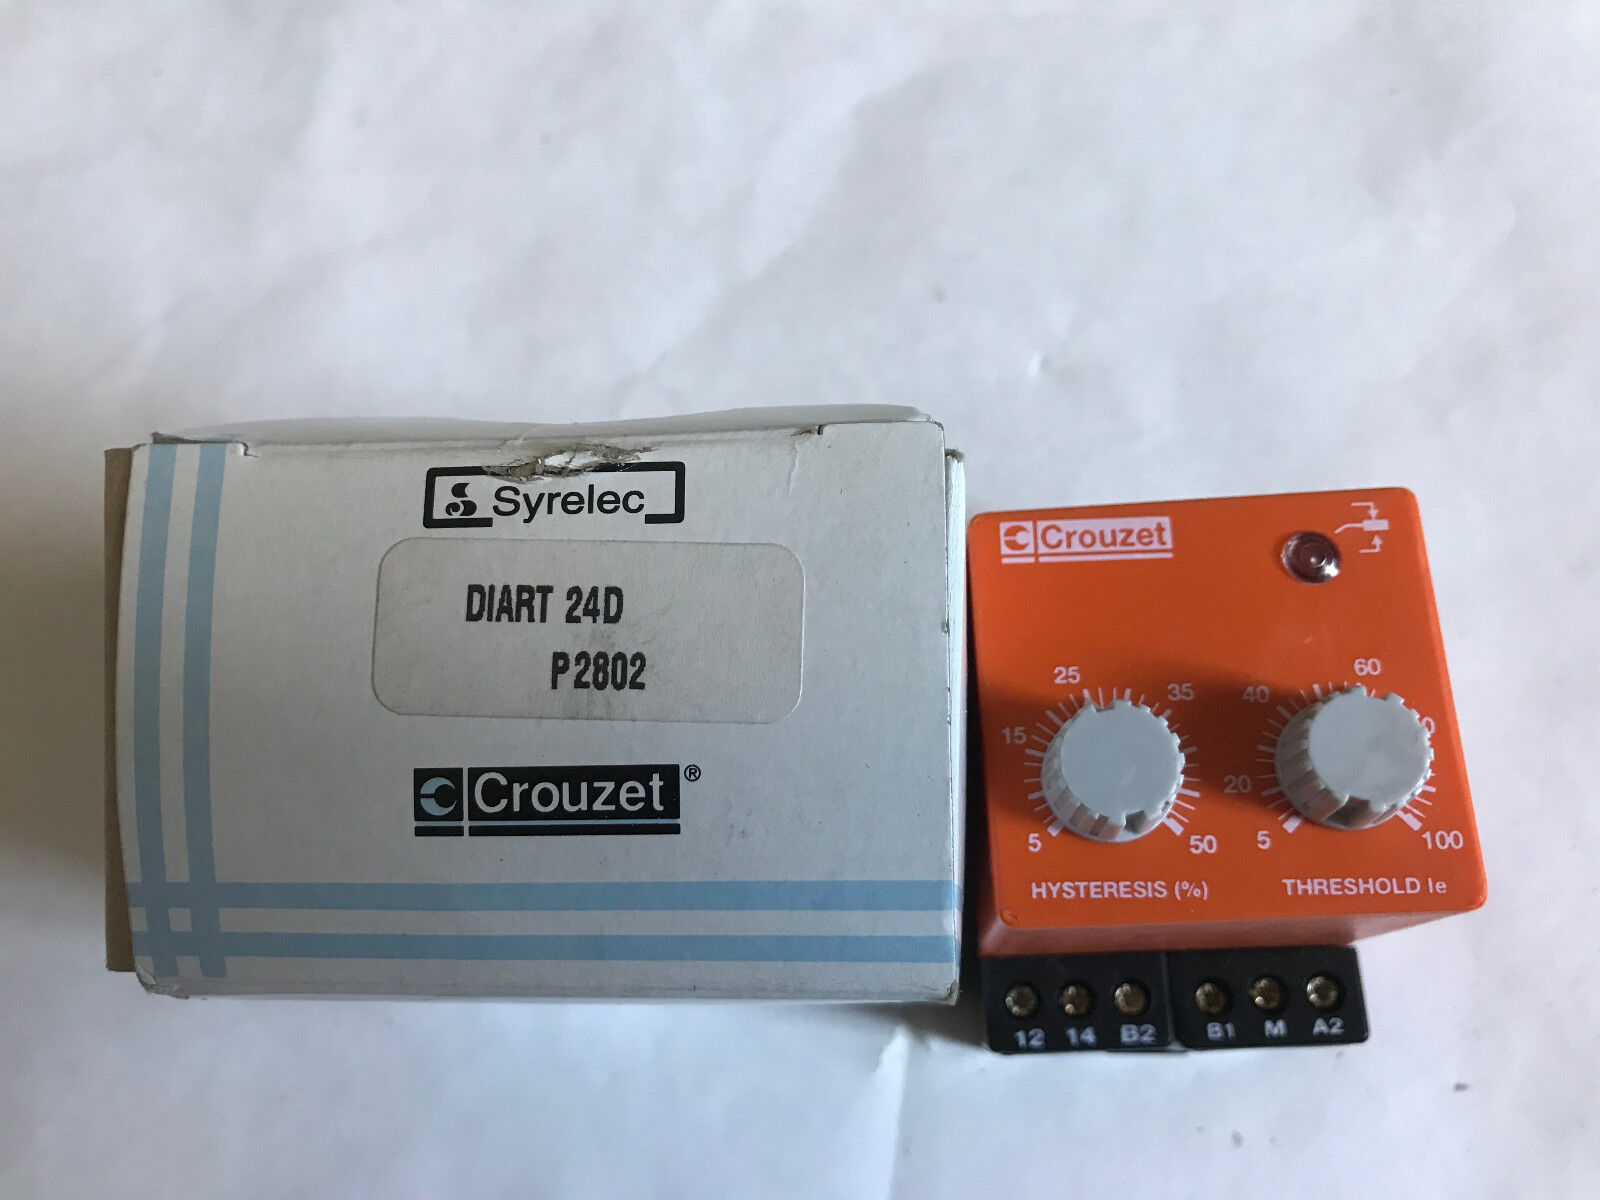 Syrelec
DIART 24D
P2802
Crouzet®
Crouzet
25
35
15
5
50
HYSTERESIS (%)
60
40
20
5
100
THRESHOLD Ie
12 14 B2
B1 M A2